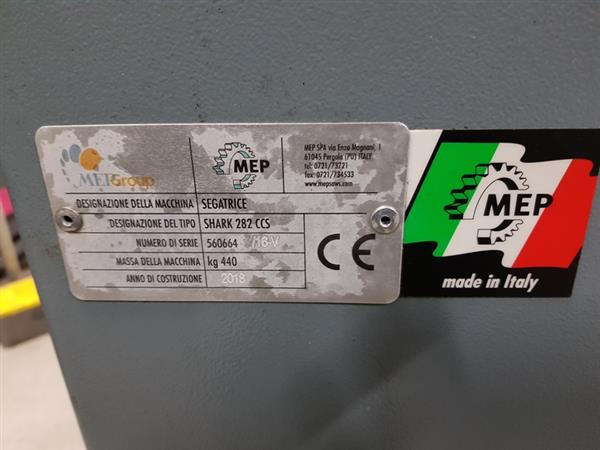 MEPGroup
MEP
MEP SPA via Enzo Magnani, 1
61045 Pergola (PU) ITALY
tel: 0721/73721
fax: 0721/734533
www.mepsaws.com
DESIGNAZIONE DELLA MACCHINA SEGATRICE
DESIGNAZIONE DEL TIPO SHARK 282 CCS
NUMERO DI SERIE 560664 /18-V
MASSA DELLA MACCHINA kg 440
ANNO DI COSTRUZIONE 2018
CE
MEP
made in Italy